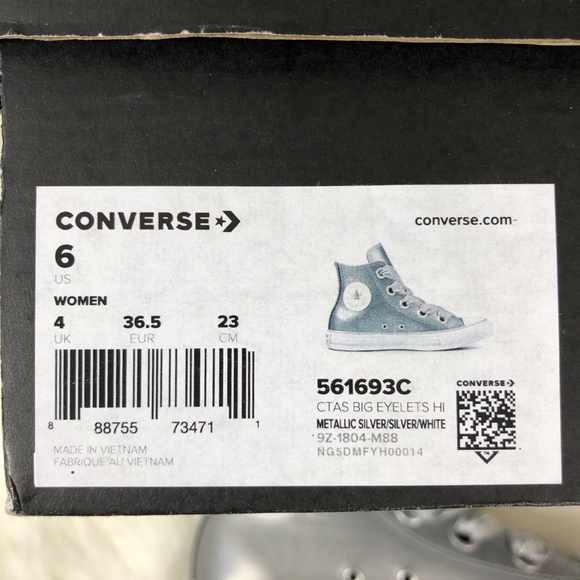 CONVERSE
converse.com
6
US
WOMEN
4 36.5 23
UK EUR CM
8 88755 73471 1
MADE IN VIETNAM
FABRIQUE AU VIETNAM
561693C
CTAS BIG EYELETS HI
METALLIC SILVER/SILVER/WHITE
9Z-1804-M88
NG5DMFYH00014
CONVERSE